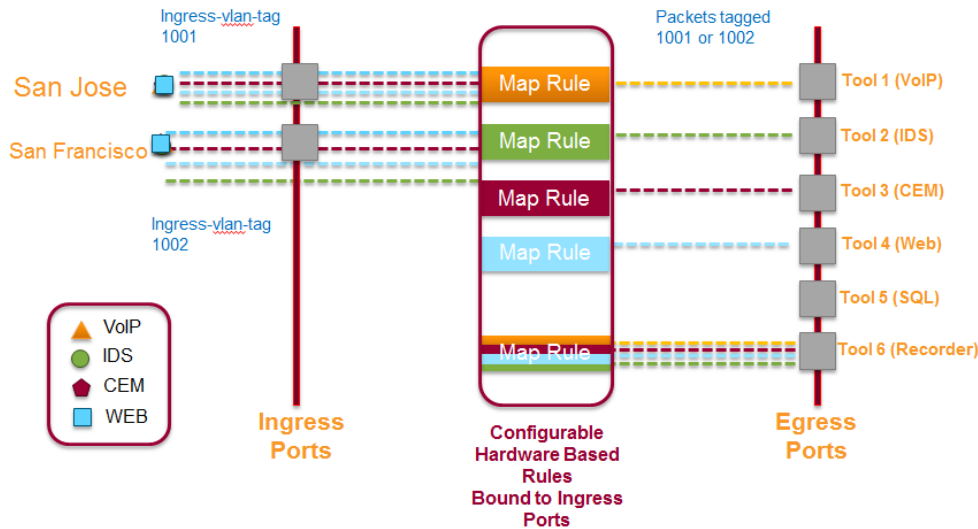 Ingress-vlan-tag
1001
Packets tagged
1001 or 1002
San Jose
San Francisco
Ingress-vlan-tag
1002
Map Rule
Map Rule
Map Rule
Map Rule
Map Rule
Tool 1 (VoIP)
Tool 2 (IDS)
Tool 3 (CEM)
Tool 4 (Web)
Tool 5 (SQL)
Tool 6 (Recorder)
VoIP
IDS
CEM
WEB
Ingress
Ports
Configurable
Hardware Based
Rules
Bound to Ingress
Ports
Egress
Ports